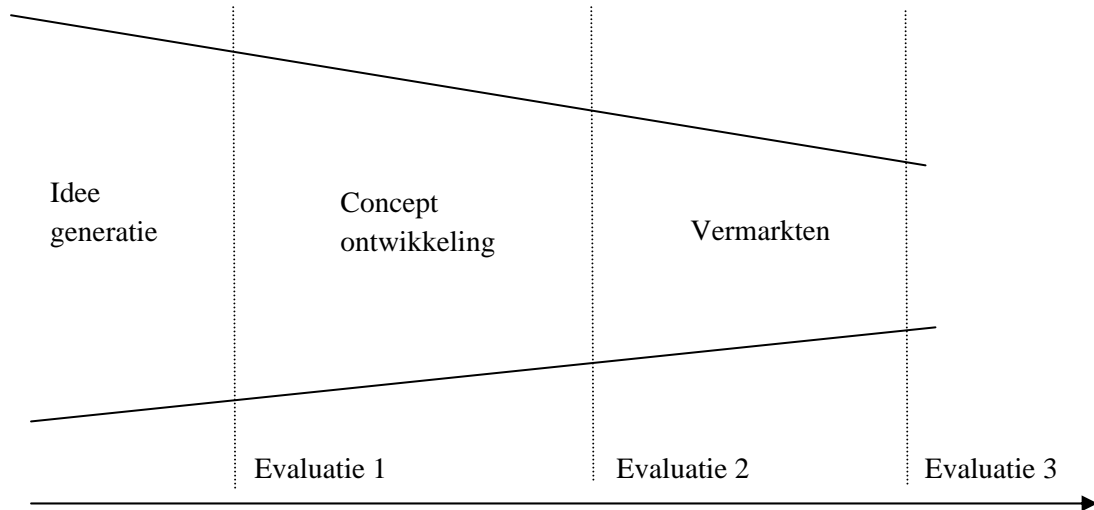 Idee
generatie
Concept
ontwikkeling
Vermarkten
Evaluatie 1
Evaluatie 2
Evaluatie 3